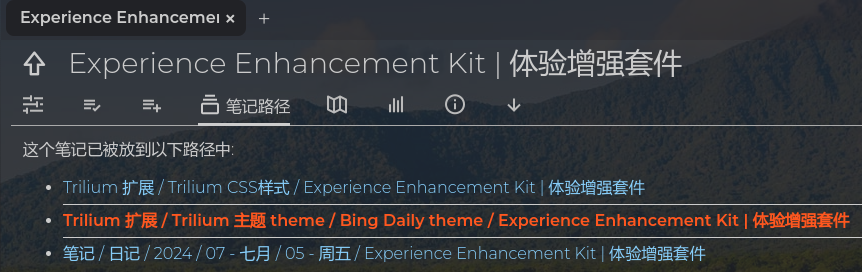 Experience Enhancemer × +
Experience Enhancement Kit | 体验增强套件
笔记路径
这个笔记已被放到以下路径中:
• Trilium 扩展 / Trilium CSS样式 / Experience Enhancement Kit | 体验增强套件
• Trilium 扩展 / Trilium 主题 theme / Bing Daily theme / Experience Enhancement Kit | 体验增强套件
• 笔记 / 日记 / 2024 / 07 - 七月 / 05 - 周五 / Experience Enhancement Kit | 体验增强套件